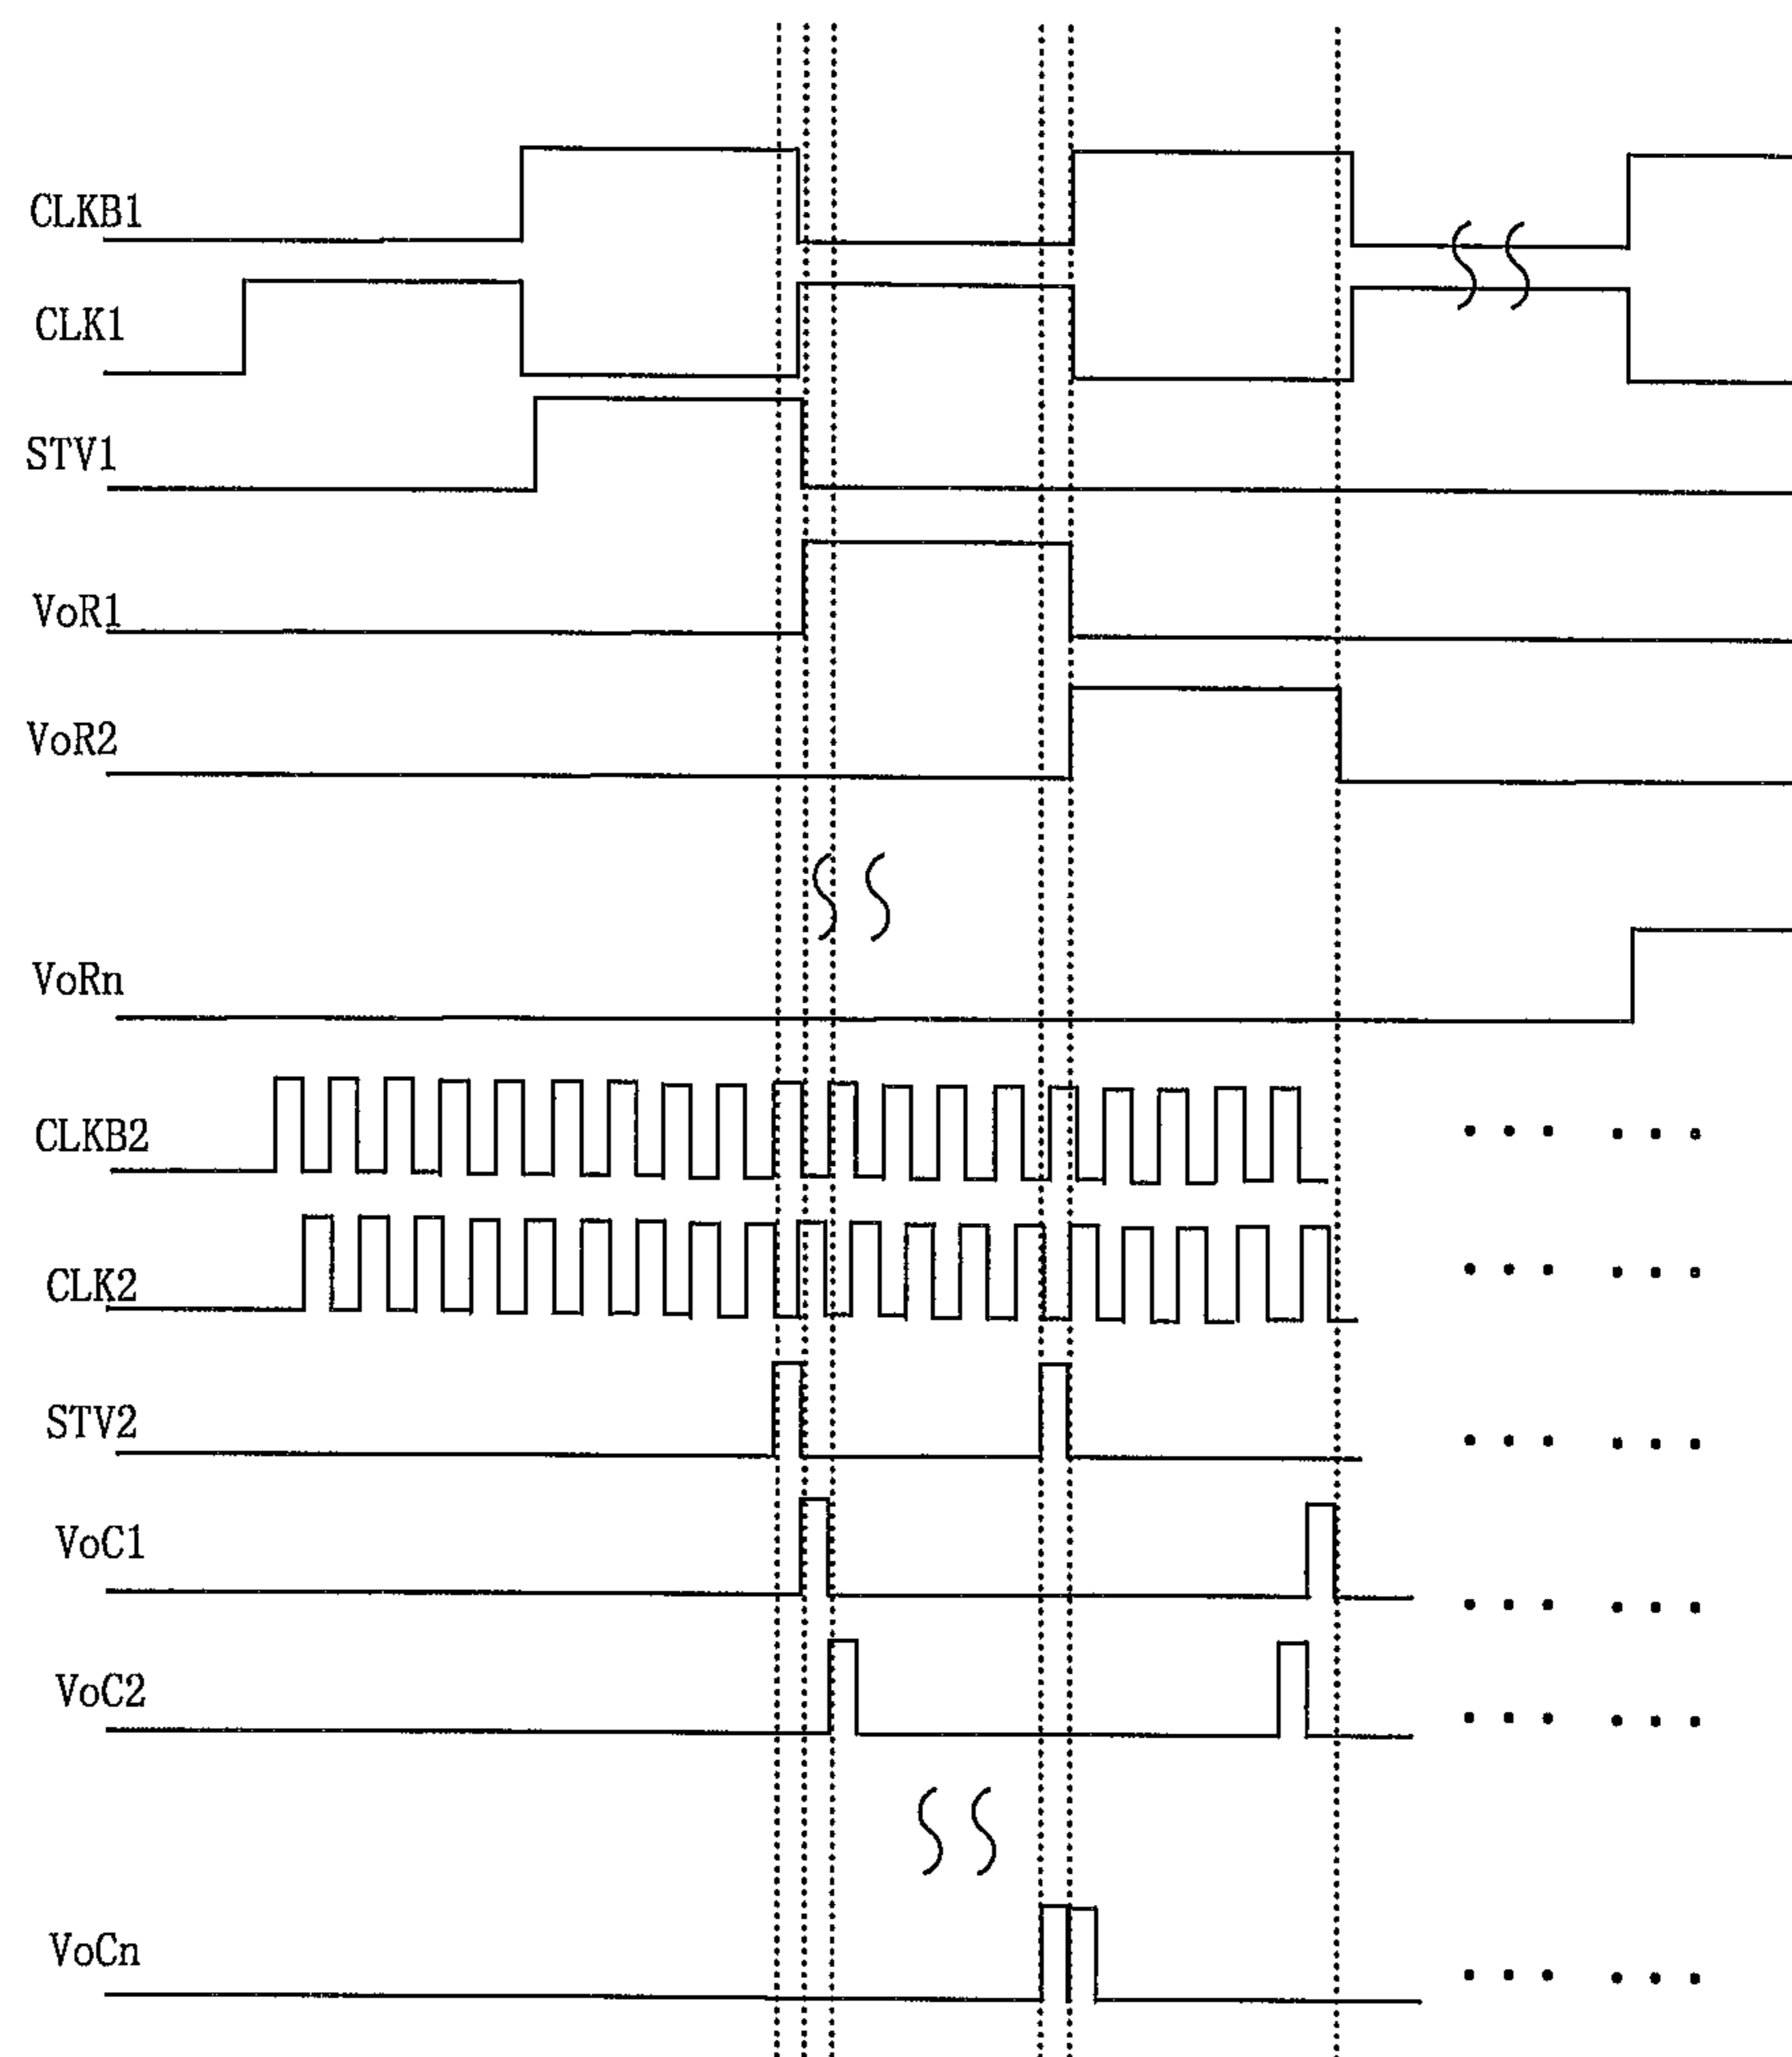 CLKB1
CLK1
STV1
VoR1
VoR2
VoRn
CLKB2
CLK2
STV2
VoC1
VoC2
VoCn